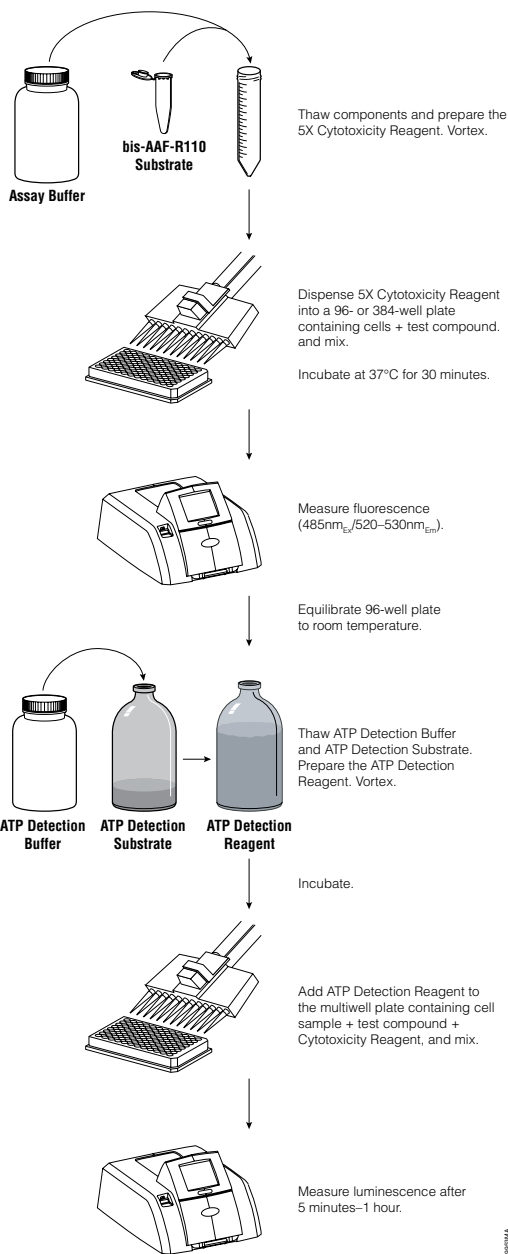 Thaw components and prepare the
5X Cytotoxicity Reagent. Vortex.
bis-AAF-R110
Substrate
Assay Buffer
Dispense 5X Cytotoxicity Reagent
into a 96- or 384-well plate
containing cells + test compound.
and mix.
Incubate at 37°C for 30 minutes.
Measure fluorescence
(485nmEx/520–530nmEm).
Equilibrate 96-well plate
to room temperature.
Thaw ATP Detection Buffer
and ATP Detection Substrate.
Prepare the ATP Detection
Reagent. Vortex.
ATP Detection
Buffer
ATP Detection
Substrate
ATP Detection
Reagent
Incubate.
Add ATP Detection Reagent to
the multiwell plate containing cell
sample + test compound +
Cytotoxicity Reagent, and mix.
Measure luminescence after
5 minutes–1 hour.